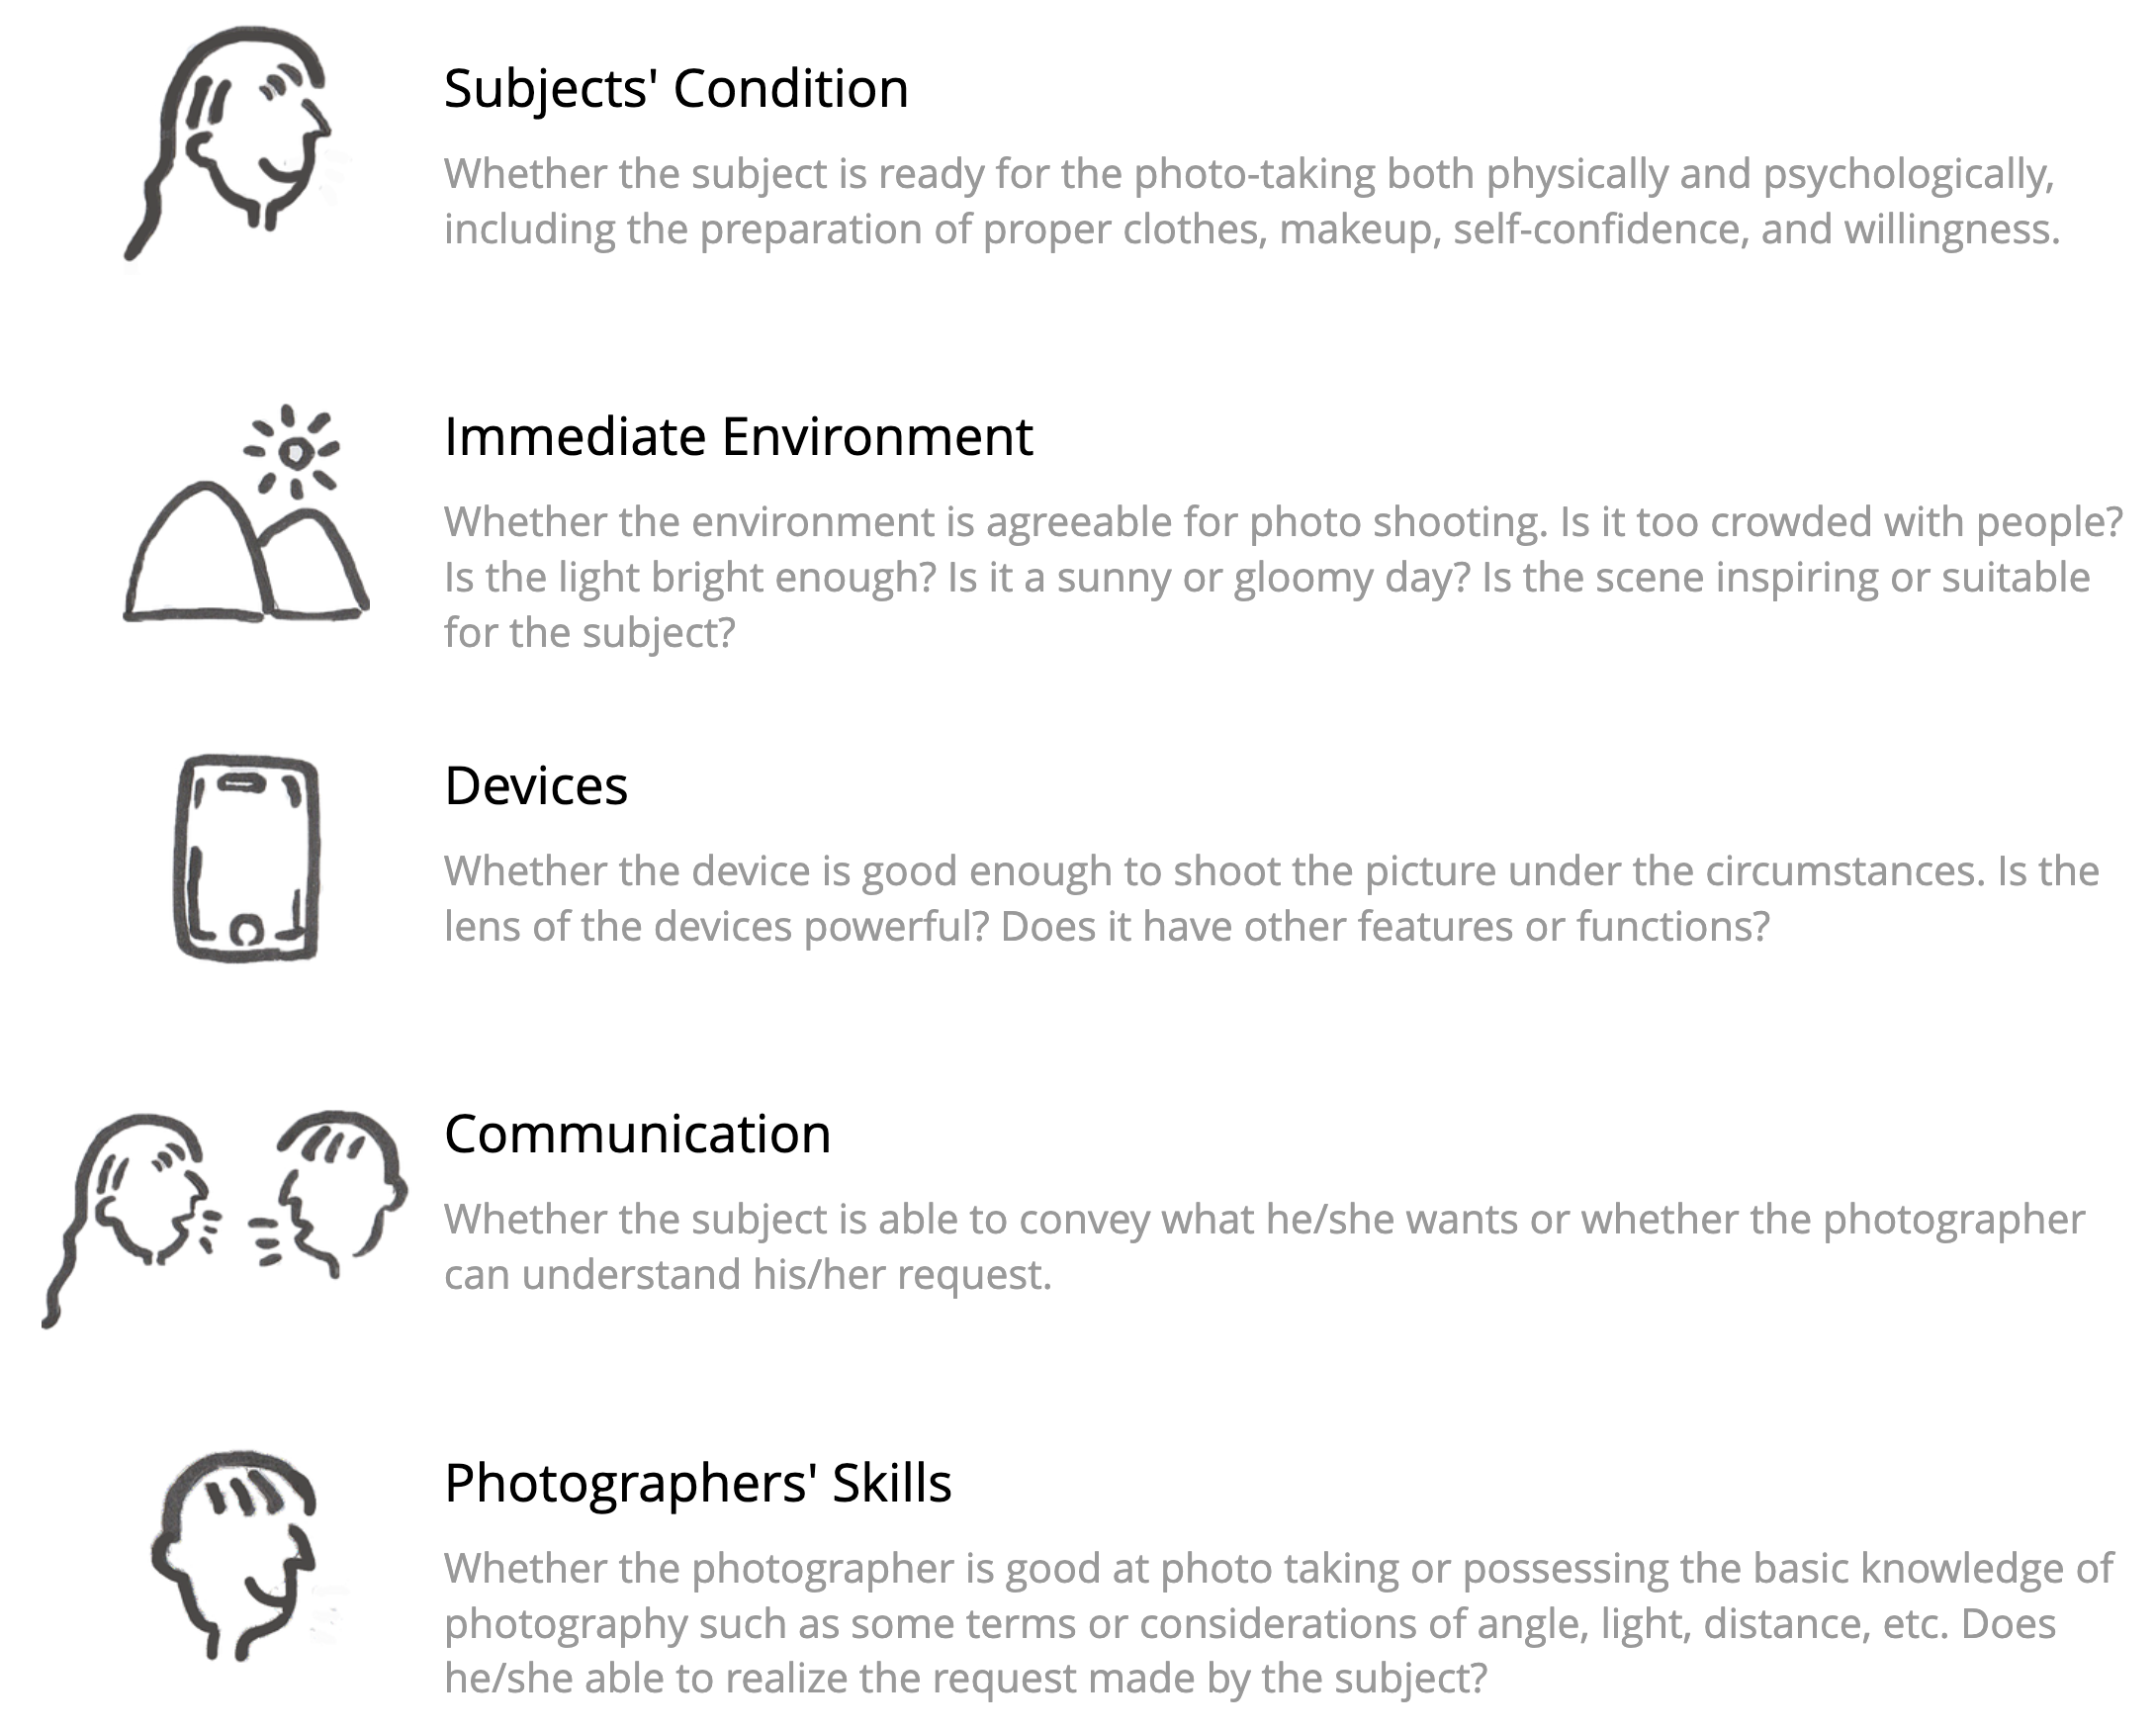 Subjects' Condition
Whether the subject is ready for the photo-taking both physically and psychologically,
including the preparation of proper clothes, makeup, self-confidence, and willingness.
Immediate Environment
Whether the environment is agreeable for photo shooting. Is it too crowded with people?
Is the light bright enough? Is it a sunny or gloomy day? Is the scene inspiring or suitable
for the subject?
Devices
Whether the device is good enough to shoot the picture under the circumstances. Is the
lens of the devices powerful? Does it have other features or functions?
Communication
Whether the subject is able to convey what he/she wants or whether the photographer
can understand his/her request.
Photographers' Skills
Whether the photographer is good at photo taking or possessing the basic knowledge of
photography such as some terms or considerations of angle, light, distance, etc. Does
he/she able to realize the request made by the subject?